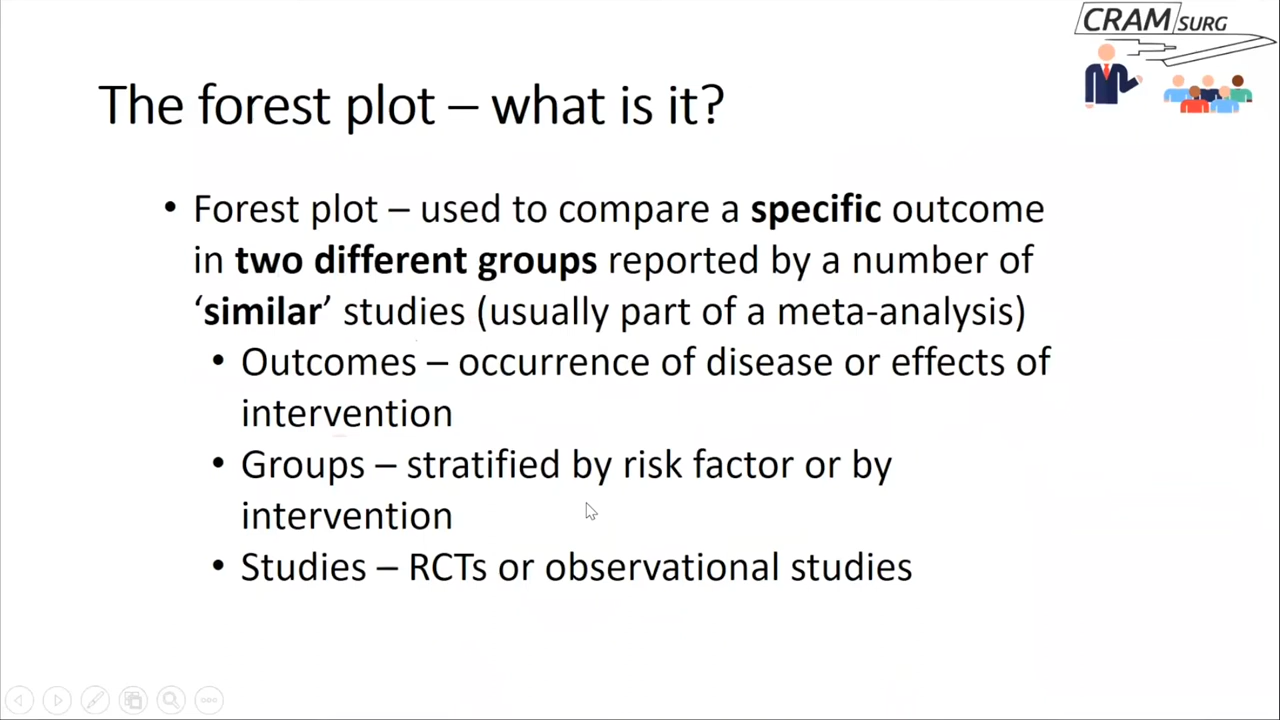 CRAM SURG
The forest plot – what is it?
• Forest plot – used to compare a specific outcome
in two different groups reported by a number of
‘similar’ studies (usually part of a meta-analysis)
• Outcomes – occurrence of disease or effects of
intervention
• Groups – stratified by risk factor or by
intervention
• Studies – RCTs or observational studies